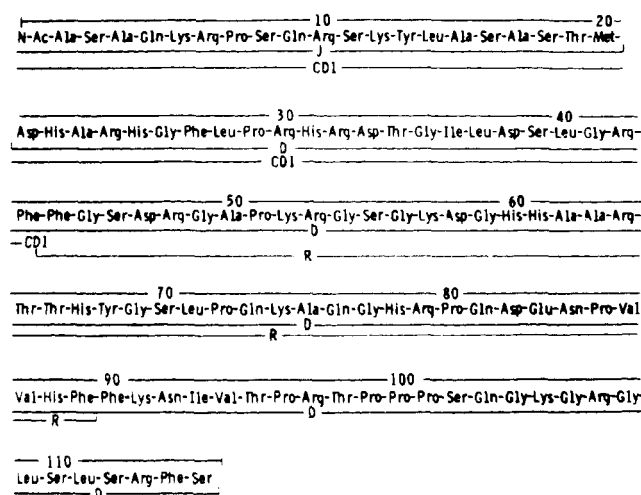 10 20
N-Ac-Ala-Ser-Ala-Gln-Lys-Arg-Pro-Ser-Gln-Arg-Ser-Lys-Tyr-Leu-Ala-Ser-Ala-Ser-Thr-Met-
J
CD1
30 40
Asp-His-Ala-Arg-His-Gly-Phe-Leu-Pro-Arg-His-Arg-Asp-Thr-Gly-Ile-Leu-Asp-Ser-Leu-Gly-Arg-
D
CD1
50 60
Phe-Phe-Gly-Ser-Asp-Arg-Gly-Ala-Pro-Lys-Arg-Gly-Ser-Gly-Lys-Asp-Gly-His-His-Ala-Ala-Arg-
CD1 D
R
70 80
Thr-Thr-His-Tyr-Gly-Ser-Leu-Pro-Gln-Lys-Ala-Gln-Gly-His-Arg-Pro-Gln-Asp-Glu-Asn-Pro-Val
D
R
90 100
Val-His-Phe-Phe-Lys-Asn-Ile-Val-Thr-Pro-Arg-Thr-Pro-Pro-Pro-Ser-Gln-Gly-Lys-Gly-Arg-Gly
R D
110
Leu-Ser-Leu-Ser-Arg-Phe-Ser
D